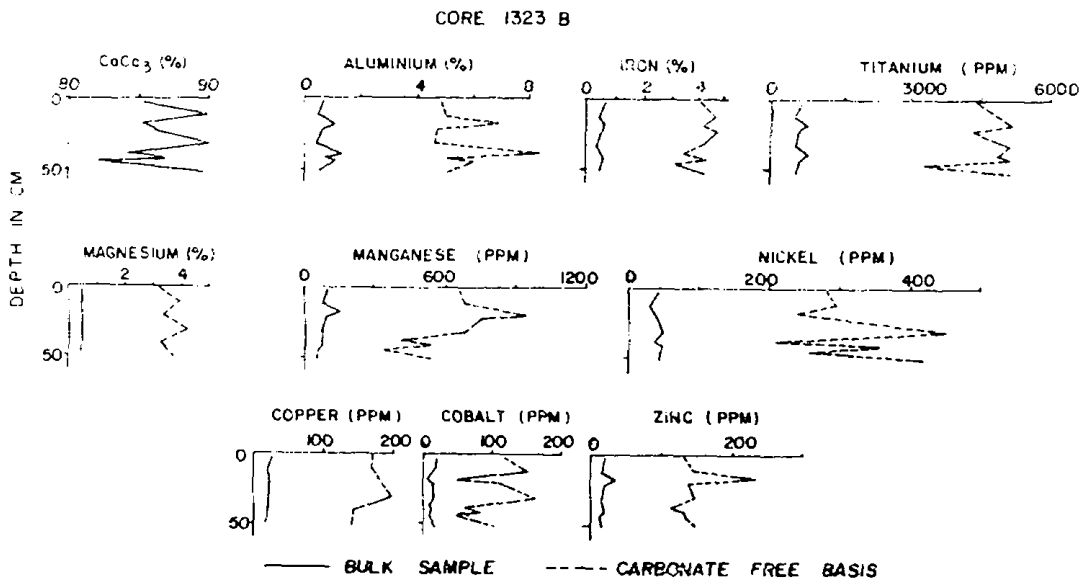 CORE 1323 B
CaCo3 (%) ALUMINIUM (%) IRON (%) TITANIUM (PPM)
80 90 0 4 8 0 2 4 0 3000 6000
0
50
MAGNESIUM (%) MANGANESE (PPM) NICKEL (PPM)
2 4 0 600 1200 0 200 400
0
50
DEPTH IN CM
COPPER (PPM) COBALT (PPM) ZINC (PPM)
100 200 0 100 200 0 200
0
50
BULK SAMPLE CARBONATE FREE BASIS